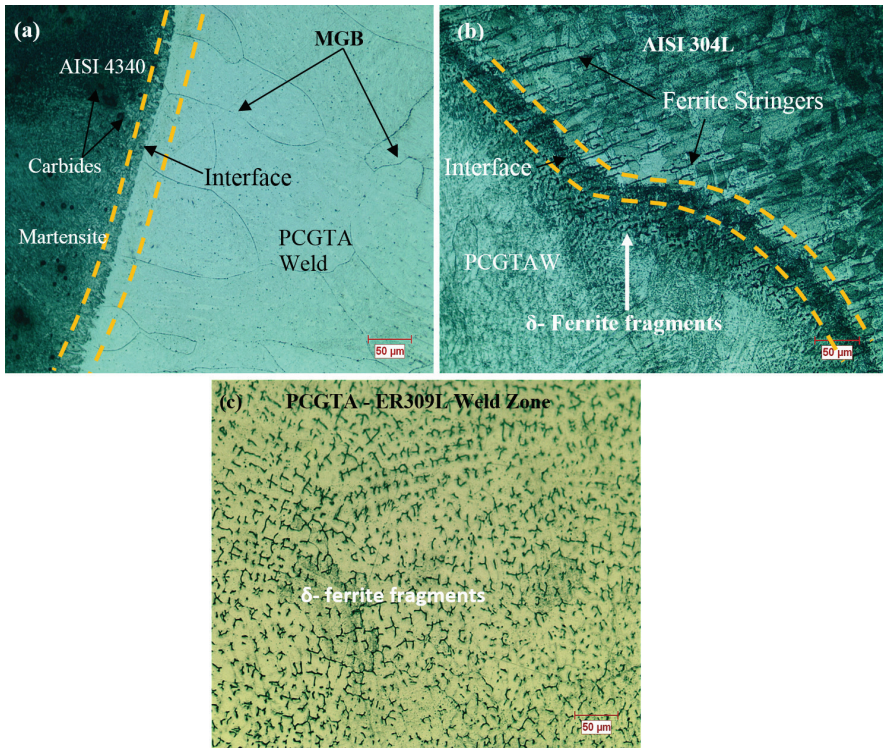 (a)
MGB
AISI 4340
Carbides
Interface
Martensite
PCGTA
Weld
50 µm
(b)
AISI 304L
Ferrite Stringers
Interface
PCGTAW
δ- Ferrite fragments
50 µm
(c) PCGTA – ER309L Weld Zone
δ- ferrite fragments
50 µm